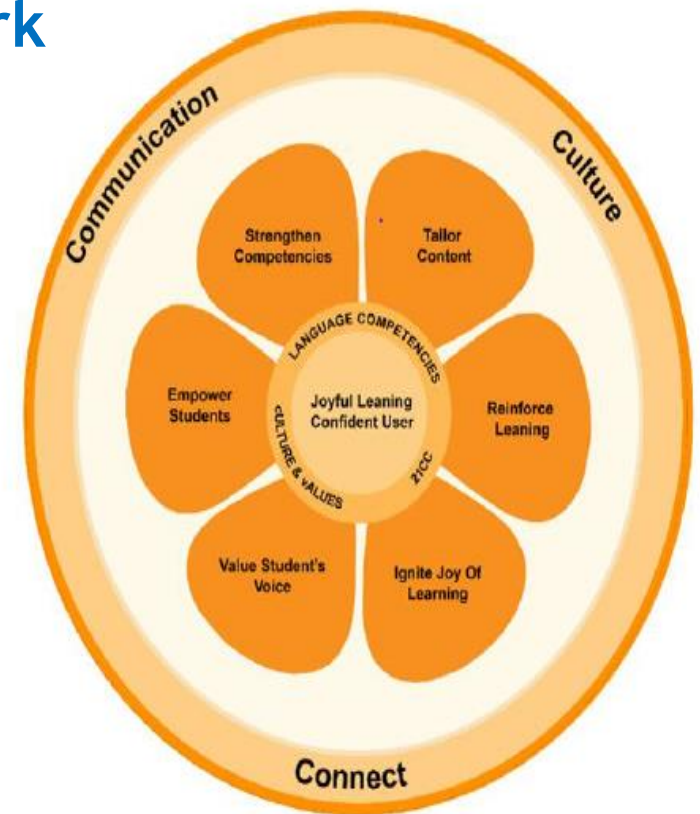 rk
Communication
Culture
Strengthen
Competencies
Tailor
Content
Empower
Students
LANGUAGE COMPETENCIES
Joyful Leaning
Confident User
cULTURE & vALUES
21CC
Reinforce
Leaning
Value Student's
Voice
Ignite Joy Of
Learning
Connect